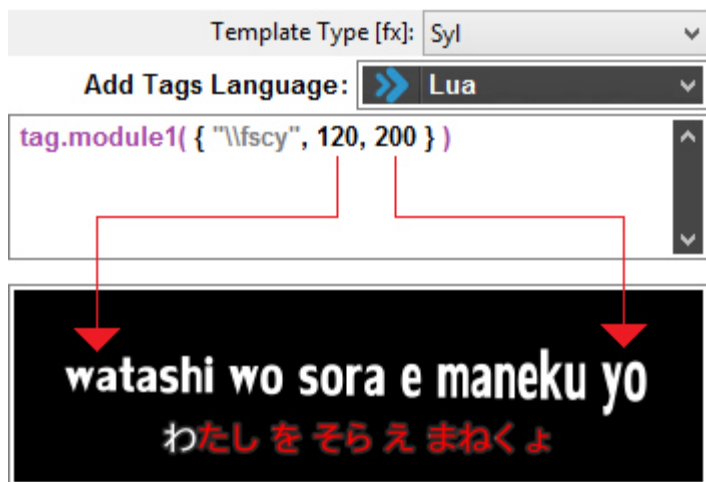 Template Type [fx]: Syl
Add Tags Language: Lua
tag.module1( { "\\fscy", 120, 200 } )
watashi wo sora e maneku yo
わたし を そら え まねく ょ